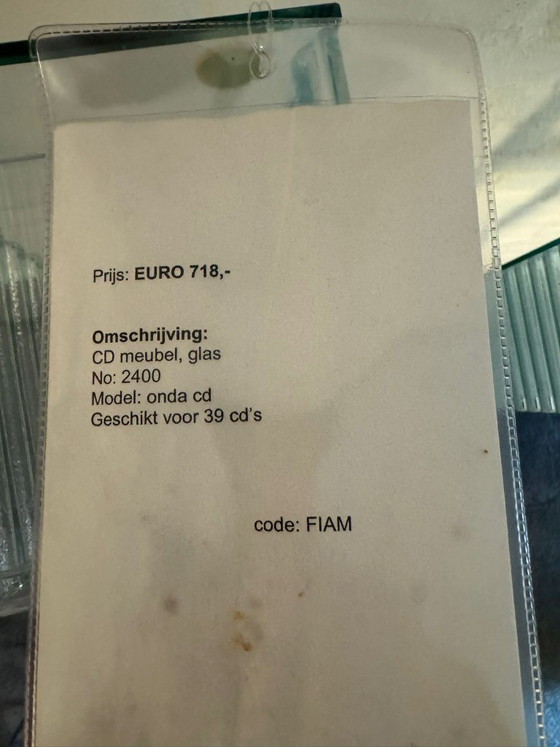 Prijs: EURO 718,-
Omschrijving:
CD meubel, glas
No: 2400
Model: onda cd
Geschikt voor 39 cd's
code: FIAM